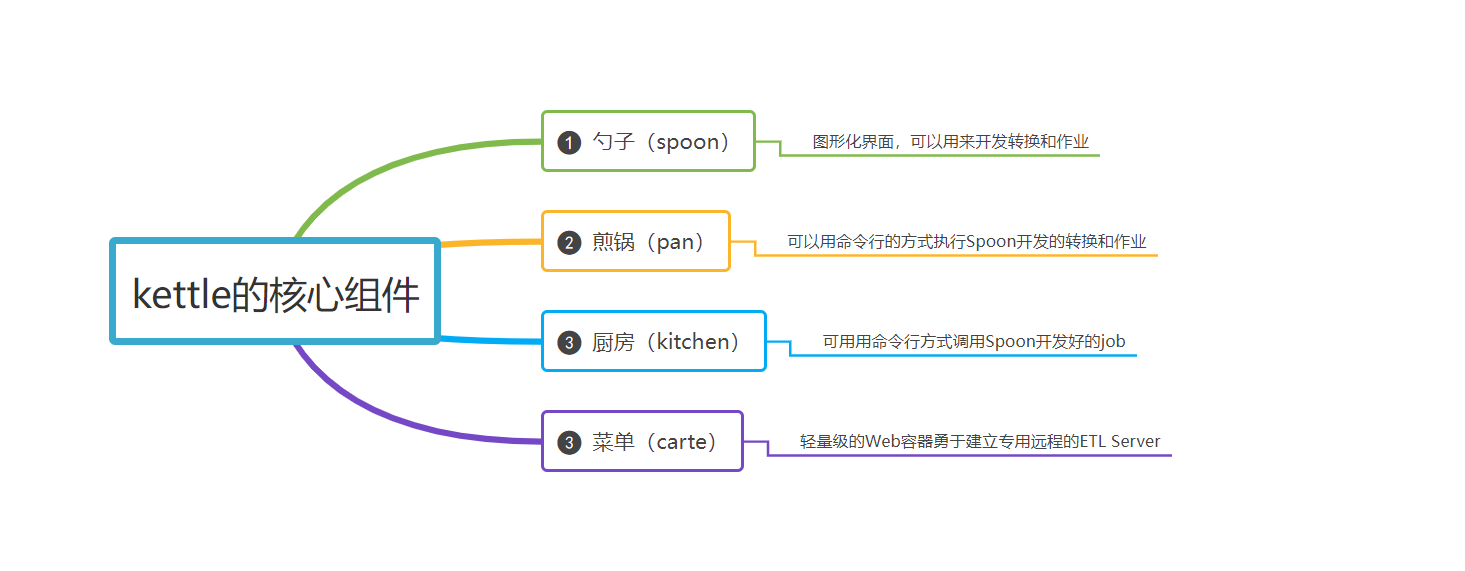 kettle的核心组件
1 勺子（spoon）
图形化界面，可以用来开发转换和作业
2 煎锅（pan）
可以用命令行的方式执行Spoon开发的转换和作业
3 厨房（kitchen）
可用用命令行方式调用Spoon开发好的job
3 菜单（carte）
轻量级的Web容器勇于建立专用远程的ETL Server